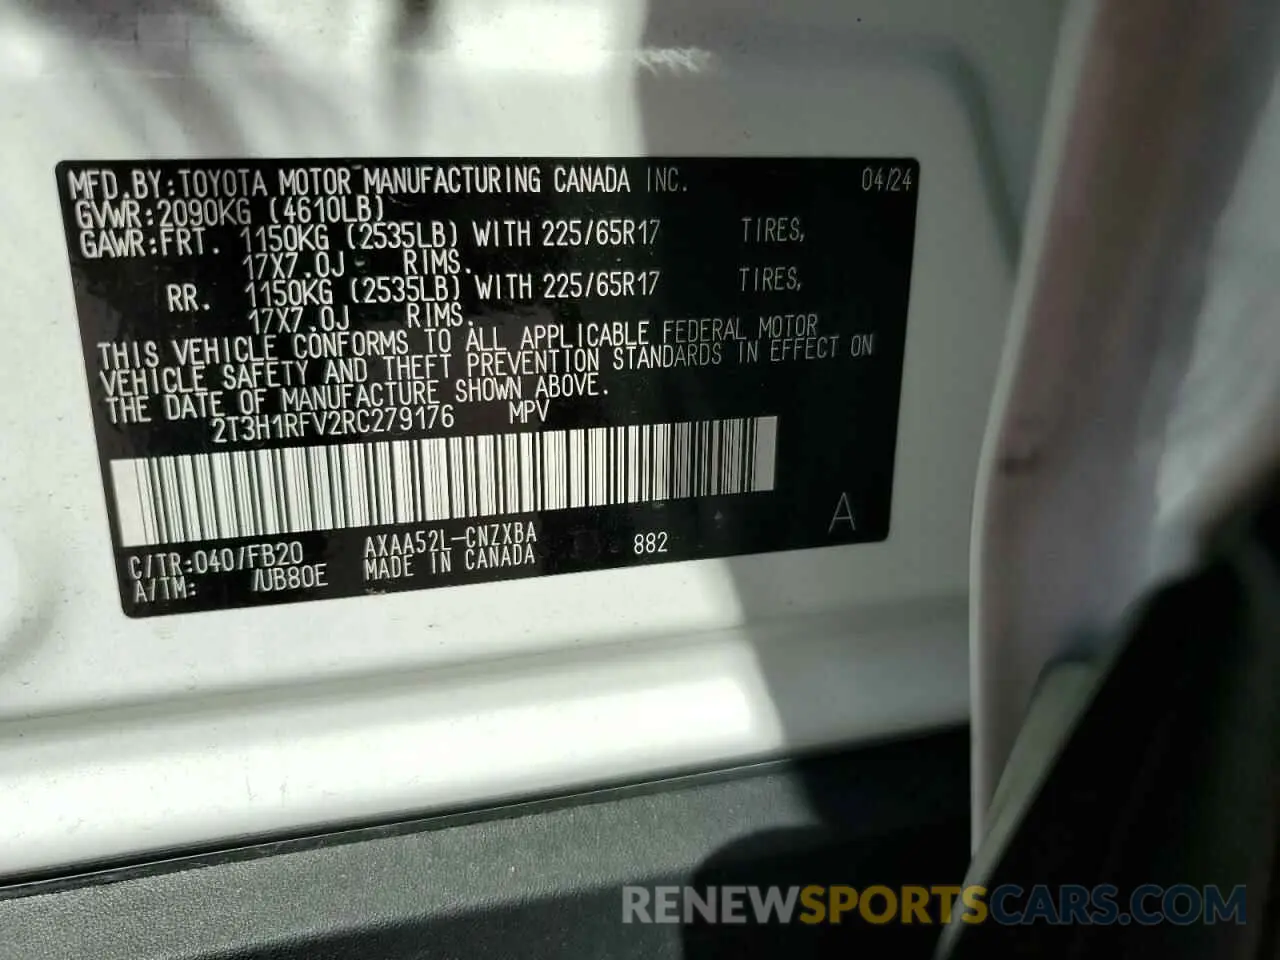 MFD.BY:TOYOTA MOTOR MANUFACTURING CANADA INC. 04/24
GVWR:2090KG (4610LB)
GAWR:FRT. 1150KG (2535LB) WITH 225/65R17 TIRES,
17X7.0J RIMS.
RR. 1150KG (2535LB) WITH 225/65R17 TIRES,
17X7.0J RIMS.
THIS VEHICLE CONFORMS TO ALL APPLICABLE FEDERAL MOTOR
VEHICLE SAFETY AND THEFT PREVENTION STANDARDS IN EFFECT ON
THE DATE OF MANUFACTURE SHOWN ABOVE.
2T3H1RFV2RC279176 MPV
A
C/TR:040/FB20 AXAA52L-CNZXBA 882
A/TM: /UB80E MADE IN CANADA
RENEWSPORTSCARS.COM